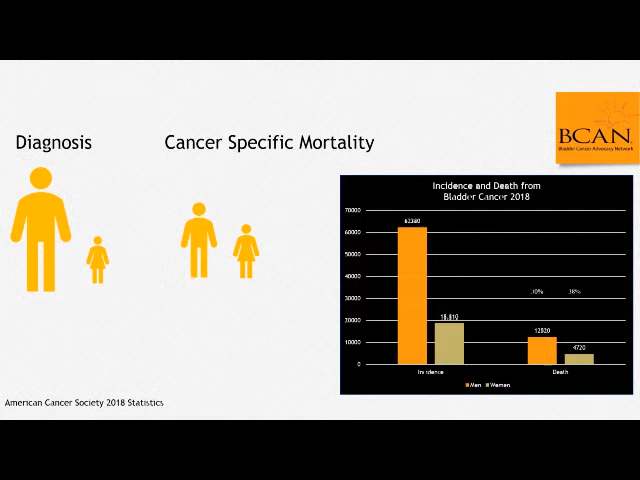 Diagnosis
Cancer Specific Mortality
BCAN
Bladder Cancer Advocacy Network
Incidence and Death from
Bladder Cancer 2018
70000
60000
50000
40000
30000
20000
10000
0
62380
18,810
30%
38%
12520
4720
Incidence
Death
Men
Women
American Cancer Society 2018 Statistics